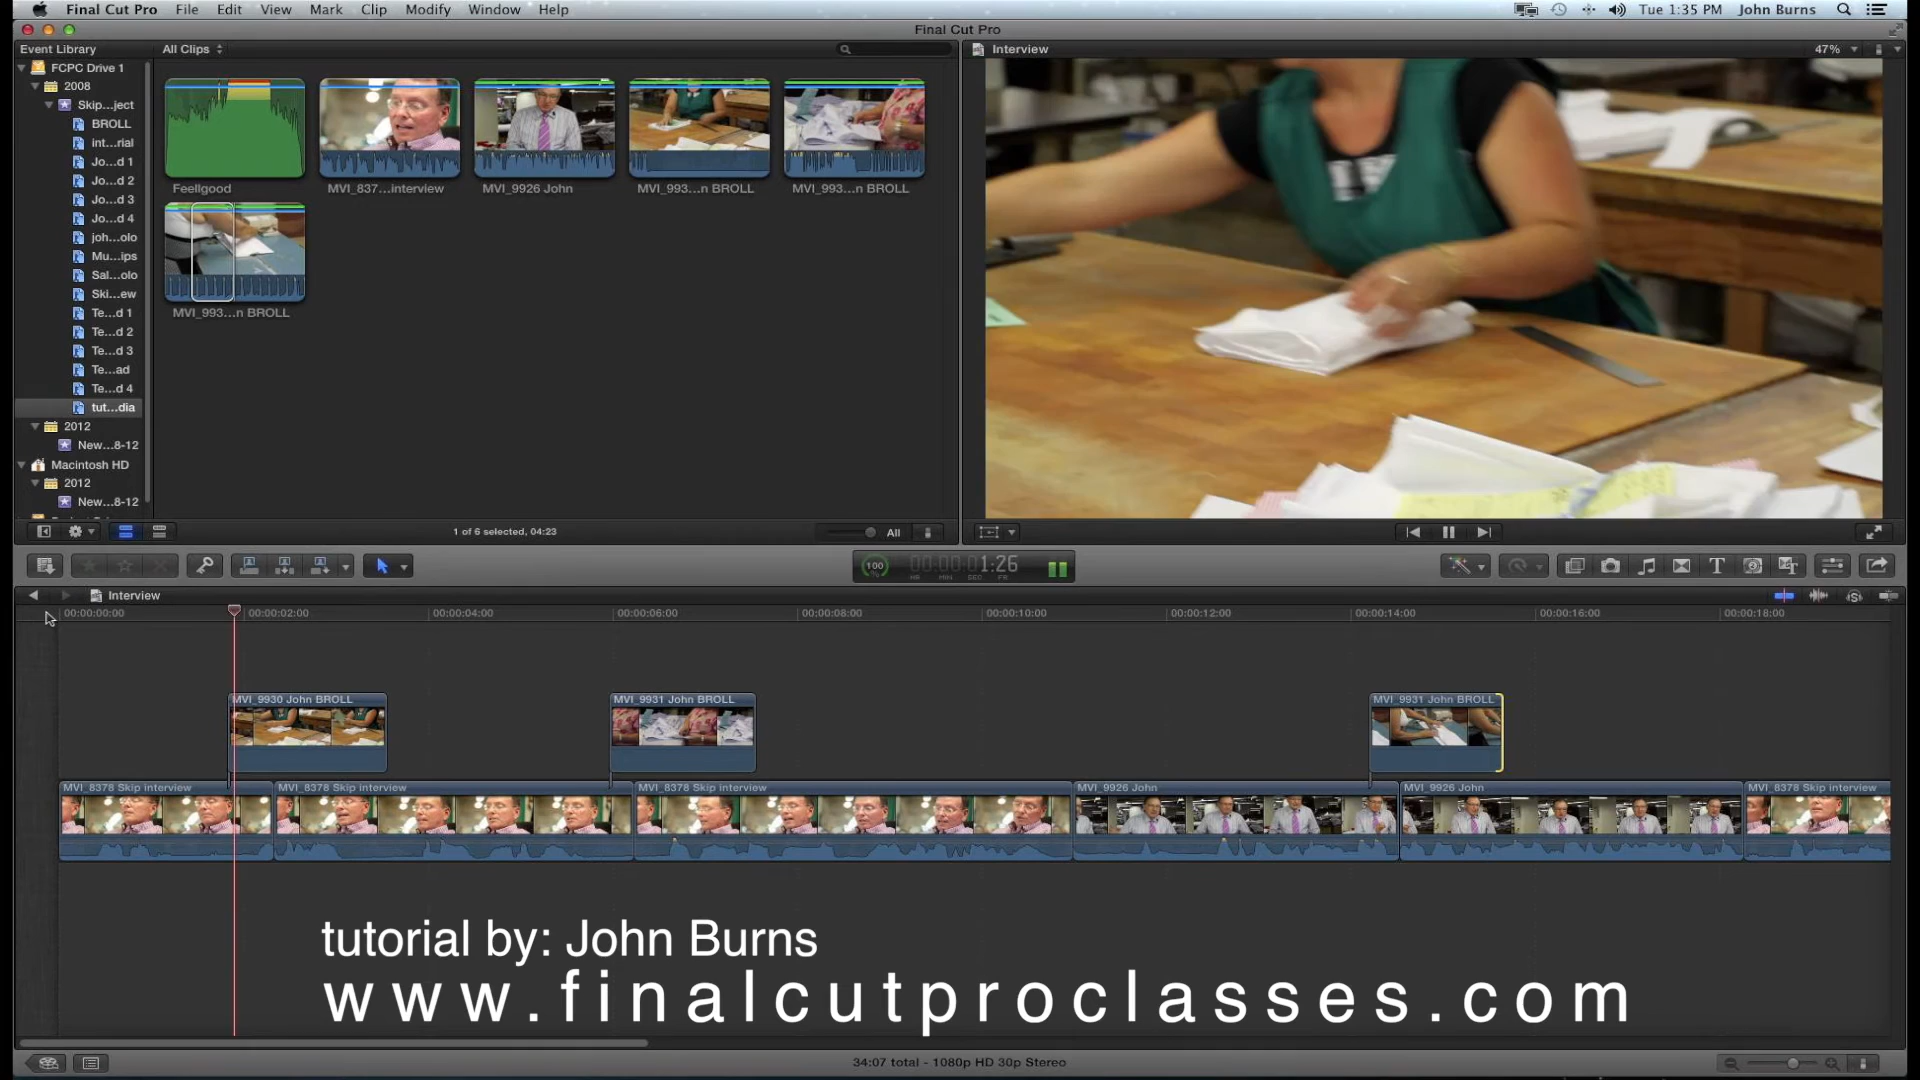 Final Cut Pro File Edit View Mark Clip Modify Window Help Tue 1:35 PM John Burns
Final Cut Pro
Event Library All Clips Interview 47%
FCPC Drive 1
2008
Skip...ject
BROLL
int...rial
Jo...d 1
Jo...d 2
Jo...d 3
Jo...d 4
joh...olo
Mu...ips
Sal...olo
Ski...ew
Te...d 1
Te...d 2
Te...d 3
Te...ad
Te...d 4
tut...dia
2012
New...8-12
Macintosh HD
2012
New...8-12
Feellgood MVI_837...interview MVI_9926 John MVI_993...n BROLL MVI_993...n BROLL
MVI_993...n BROLL
1 of 6 selected, 04:23 All
100 % 00:00:01:26
HR MIN SEC FR
Interview
00:00:00:00 00:00:02:00 00:00:04:00 00:00:06:00 00:00:08:00 00:00:10:00 00:00:12:00 00:00:14:00 00:00:16:00 00:00:18:00
MVI_9930 John BROLL MVI_9931 John BROLL MVI_9931 John BROLL
MVI_8378 Skip interview MVI_8378 Skip interview MVI_8378 Skip interview MVI_9926 John MVI_9926 John MVI_8378 Skip interview
tutorial by: John Burns
www.finalcutproclasses.com
34:07 total - 1080p HD 30p Stereo